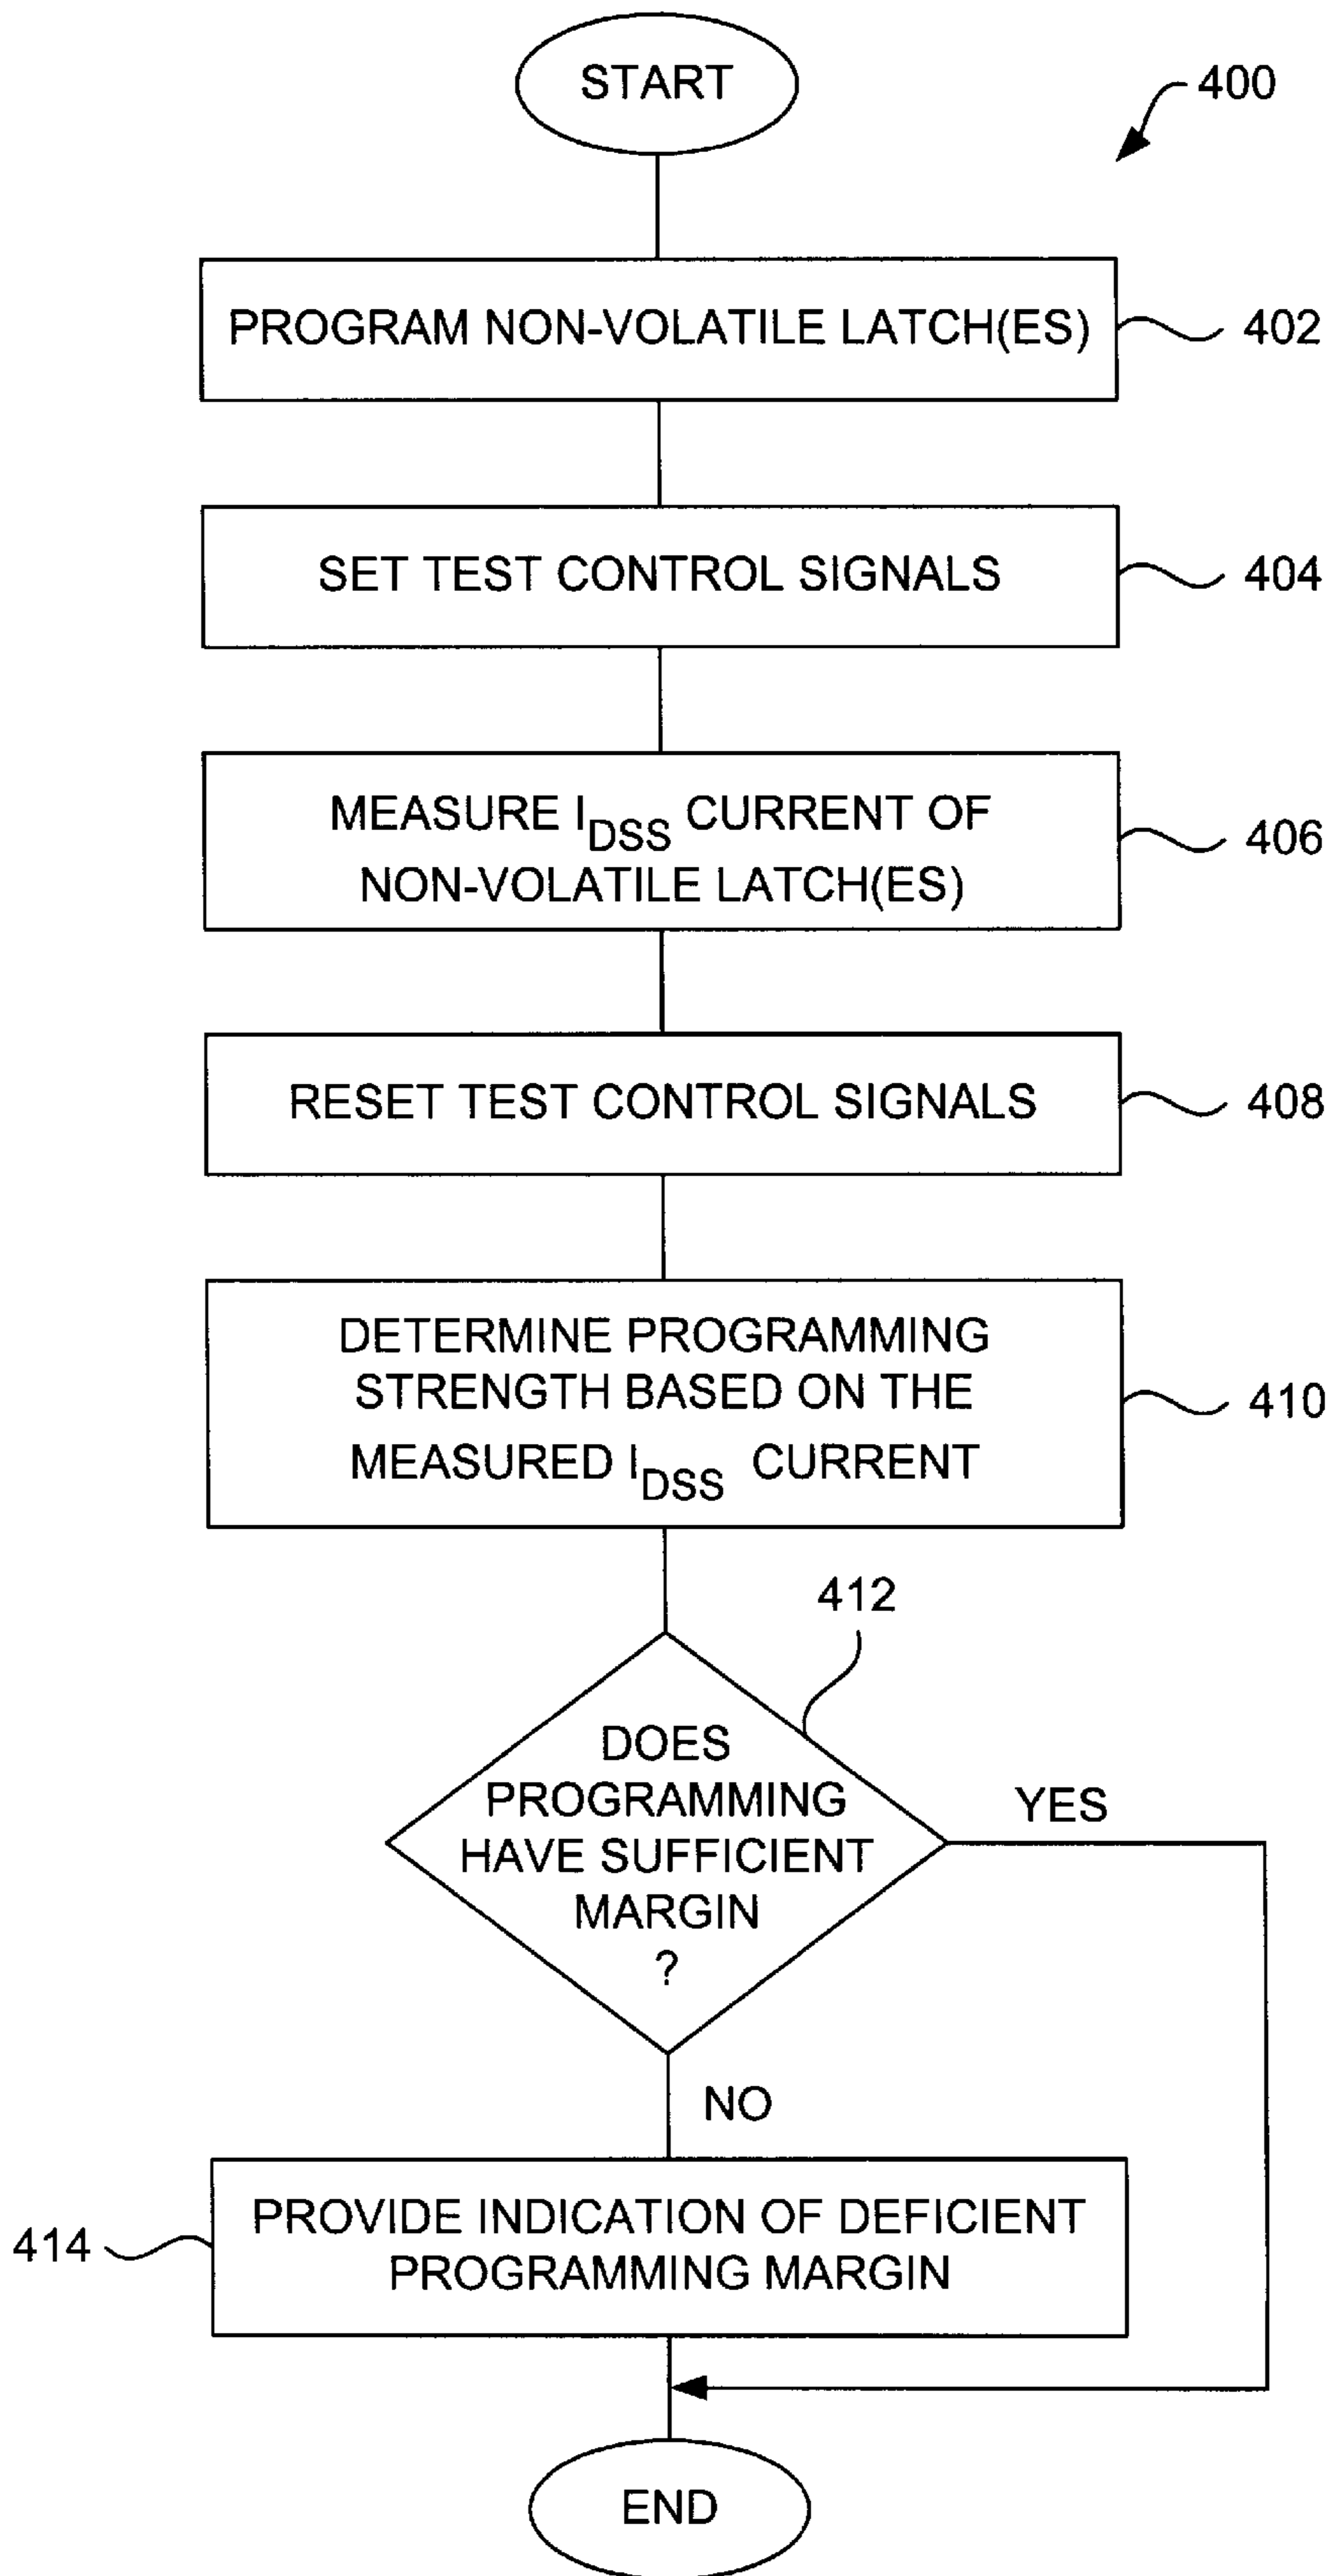 START
400
PROGRAM NON-VOLATILE LATCH(ES)
402
SET TEST CONTROL SIGNALS
404
MEASURE IDSS CURRENT OF
NON-VOLATILE LATCH(ES)
406
RESET TEST CONTROL SIGNALS
408
DETERMINE PROGRAMMING
STRENGTH BASED ON THE
MEASURED IDSS CURRENT
410
412
DOES
PROGRAMMING
HAVE SUFFICIENT
MARGIN
?
YES
NO
PROVIDE INDICATION OF DEFICIENT
PROGRAMMING MARGIN
414
END